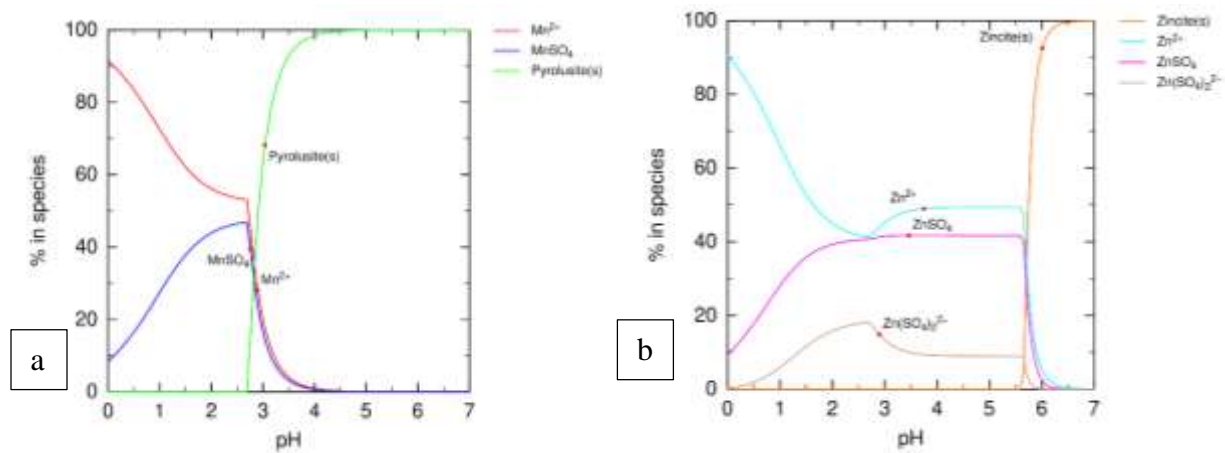 100
80
60
40
20
0
% in species
0 1 2 3 4 5 6 7
pH
Mn²⁺
MnSO₄
Pyrolusite(s)
Pyrolusite(s)
MnSO₄
Mn²⁺
a
100
80
60
40
20
0
% in species
0 1 2 3 4 5 6 7
pH
Zincite(s)
Zn²⁺
ZnSO₄
Zn(SO₄)₂²⁻
Zincite(s)
Zn²⁺
ZnSO₄
Zn(SO₄)₂²⁻
b